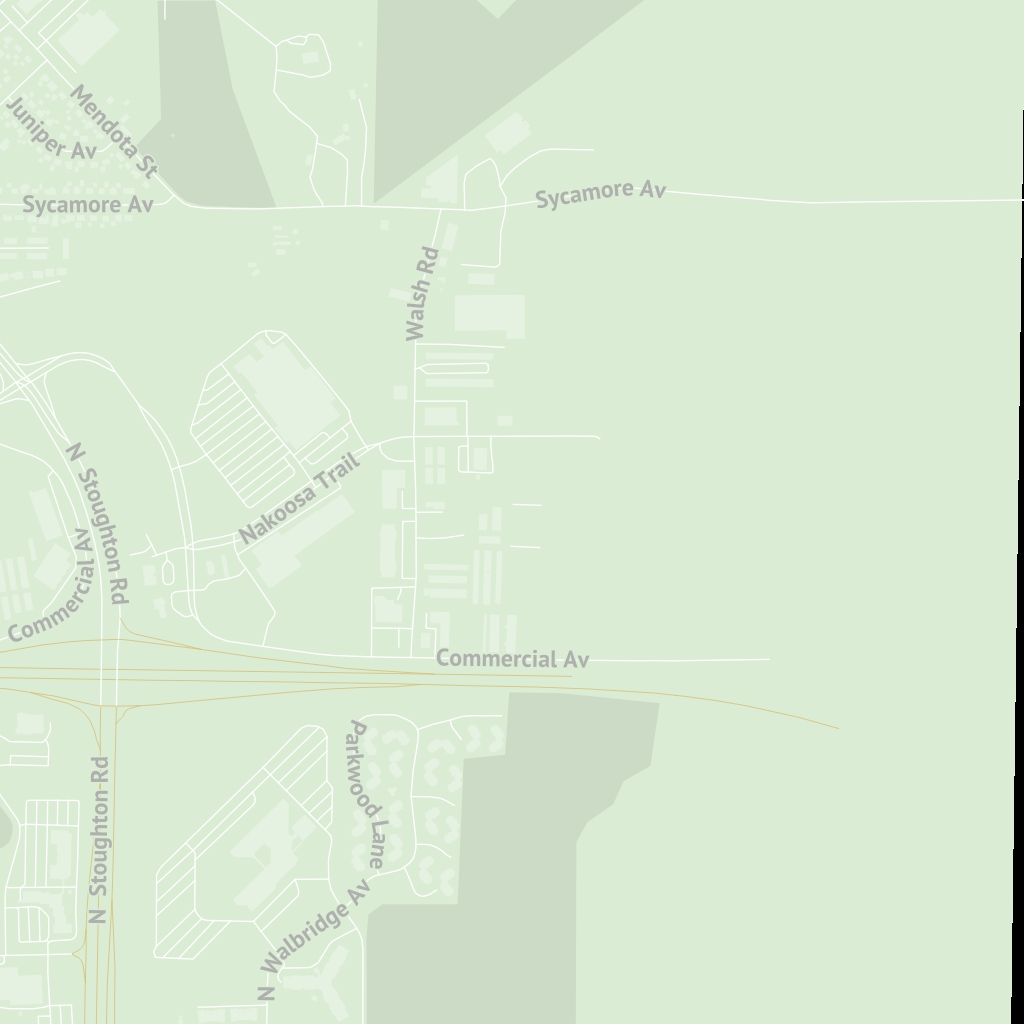 Mendota St
Juniper Av
Sycamore Av
Sycamore Av
Walsh Rd
N Stoughton Rd
Nakoosa Trail
Commercial Av
Commercial Av
Parkwood Lane
N Stoughton Rd
N Walbridge Av